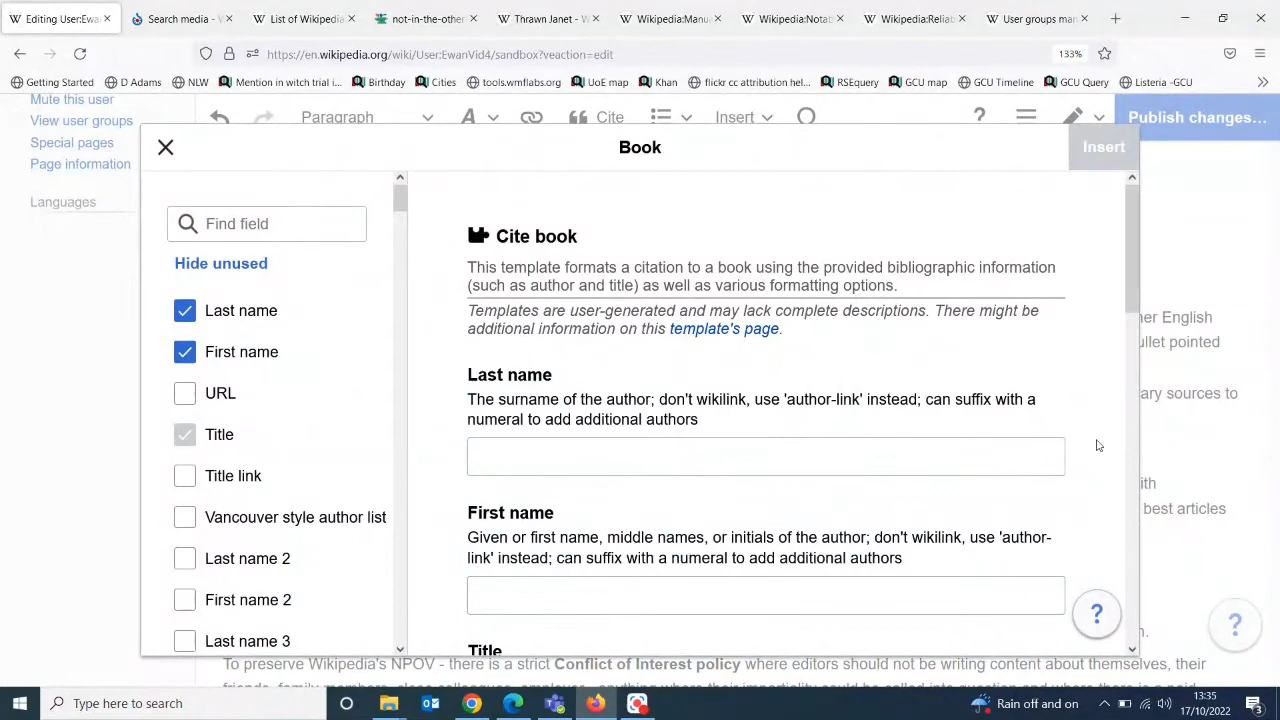 Editing User:Ewan
Search media - W
List of Wikipedia
not-in-the-other
Thrawn Janet - W
Wikipedia:Manu
Wikipedia:Notab
Wikipedia:Reliab
User groups man
https://en.wikipedia.org/wiki/User:EwanVid4/sandbox?veaction=edit
133%
Getting Started
D Adams
NLW
Mention in witch trial i...
Birthday
Cities
tools.wmflabs.org
UoE map
Khan
flickr cc attribution hel...
RSEquery
GCU map
GCU Timeline
GCU Query
Listeria -GCU
Mute this user
View user groups
Special pages
Page information
Languages
Paragraph
A
Cite
Insert
?
Publish changes...
Book
Insert
Find field
Hide unused
Last name
First name
URL
Title
Title link
Vancouver style author list
Last name 2
First name 2
Last name 3
Cite book
This template formats a citation to a book using the provided bibliographic information
(such as author and title) as well as various formatting options.
Templates are user-generated and may lack complete descriptions. There might be
additional information on this template's page.
Last name
The surname of the author; don't wikilink, use 'author-link' instead; can suffix with a
numeral to add additional authors
First name
Given or first name, middle names, or initials of the author; don't wikilink, use 'author-
link' instead; can suffix with a numeral to add additional authors
Title
?
her English
ullet pointed
ary sources to
ith
best articles
?
n.
To preserve Wikipedia's NPOV - there is a strict Conflict of Interest policy where editors should not be writing content about themselves, their
Type here to search
Rain off and on
13:35
17/10/2022
3